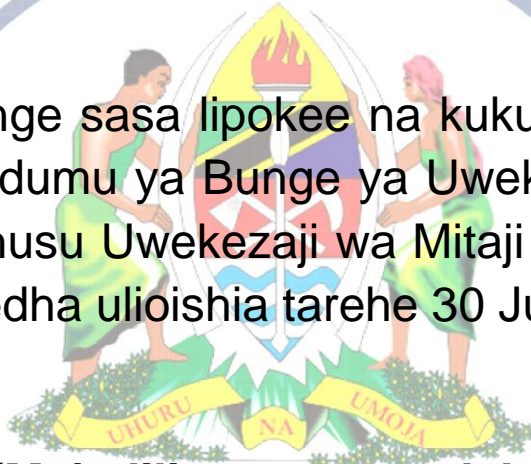 nge sasa lipokee na kuku
dumu ya Bunge ya Uwek
husu Uwekezaji wa Mitaji
edha ulioishia tarehe 30 Ju
UHURU NA UMOJA